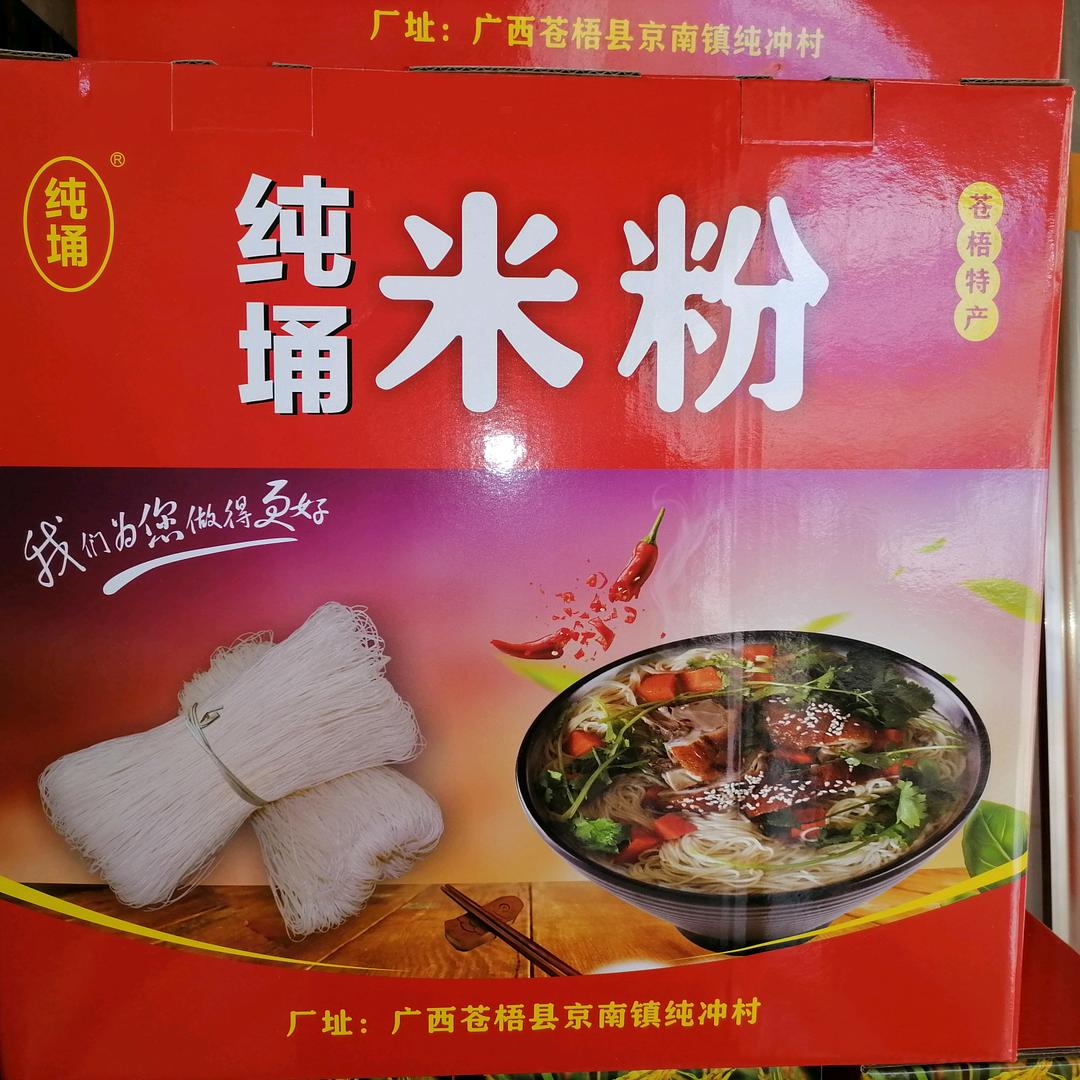 厂址：广西苍梧县京南镇纯冲村
纯埇
®
纯埇
米粉
苍梧特产
我们为您做得更好
厂址：广西苍梧县京南镇纯冲村